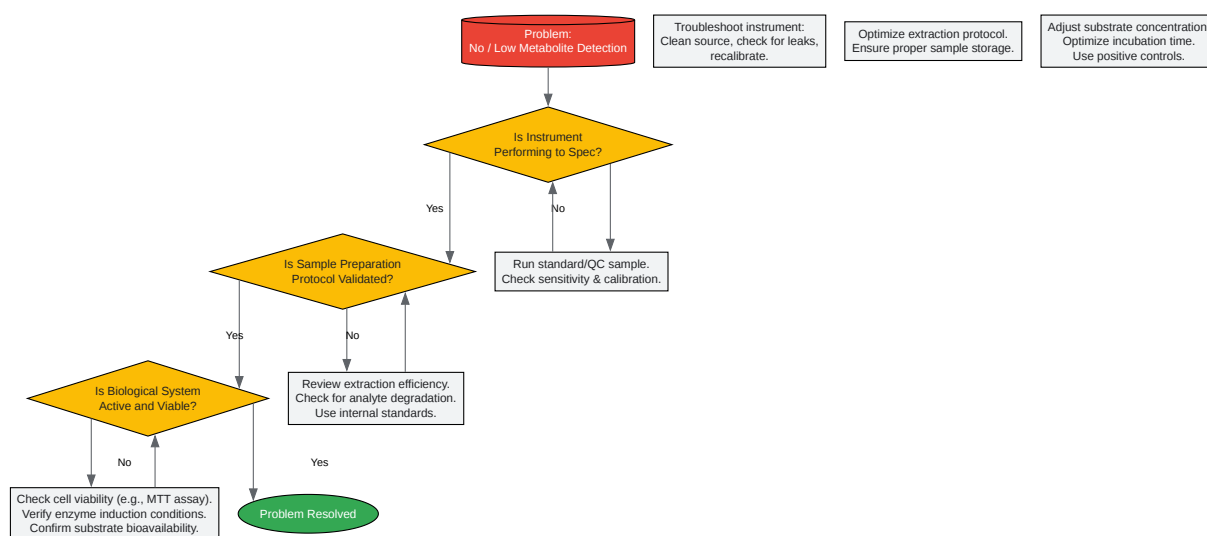 Problem:
No / Low Metabolite Detection
Troubleshoot instrument:
Clean source, check for leaks,
recalibrate.
Optimize extraction protocol.
Ensure proper sample storage.
Adjust substrate concentration
Optimize incubation time.
Use positive controls.
Is Instrument
Performing to Spec?
Yes
No
Run standard/QC sample.
Check sensitivity & calibration.
Is Sample Preparation
Protocol Validated?
Yes
No
Review extraction efficiency.
Check for analyte degradation.
Use internal standards.
Is Biological System
Active and Viable?
No
Yes
Check cell viability (e.g., MTT assay).
Verify enzyme induction conditions.
Confirm substrate bioavailability.
Problem Resolved